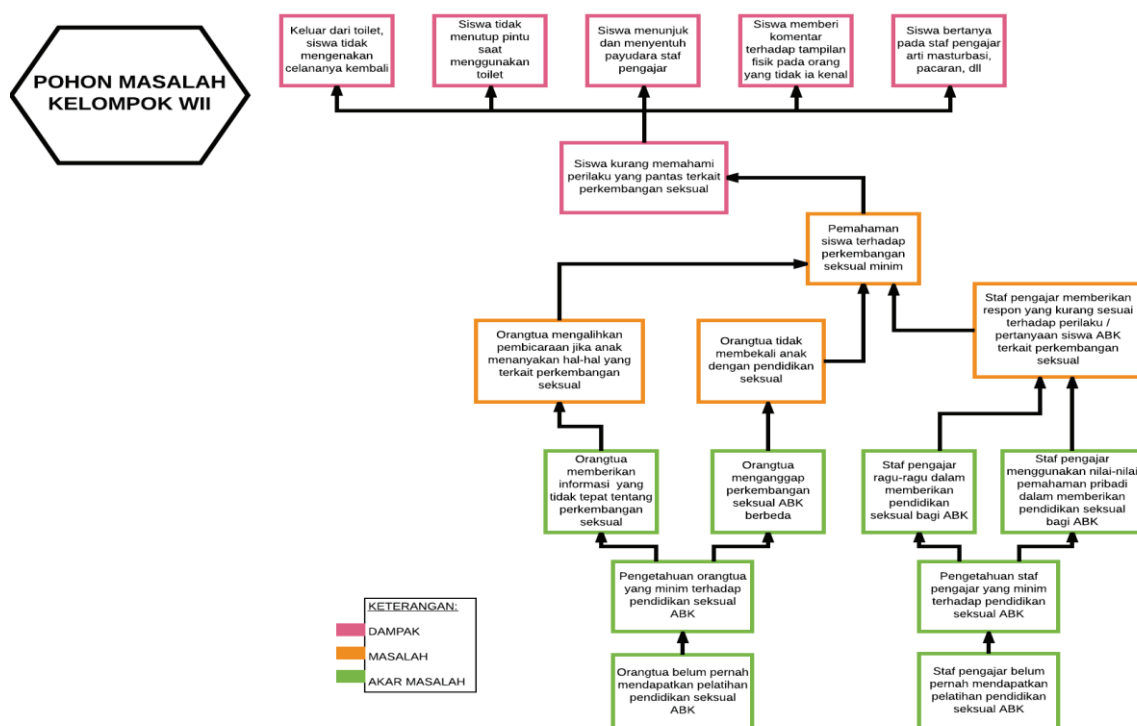 POHON MASALAH
KELOMPOK WII
Keluar dari toilet,
siswa tidak
mengenakan
celananya kembali
Siswa tidak
menutup pintu
saat
menggunakan
toilet
Siswa menunjuk
dan menyentuh
payudara staf
pengajar
Siswa memberi
komentar
terhadap tampilan
fisik pada orang
yang tidak ia kenal
Siswa bertanya
pada staf pengajar
arti masturbasi,
pacaran, dll
Siswa kurang memahami
perilaku yang pantas terkait
perkembangan seksual
Pemahaman
siswa terhadap
perkembangan
seksual minim
Orangtua mengalihkan
pembicaraan jika anak
menanyakan hal-hal yang
terkait perkembangan
seksual
Orangtua tidak
membekali anak
dengan pendidikan
seksual
Staf pengajar memberikan
respon yang kurang sesuai
terhadap perilaku /
pertanyaan siswa ABK
terkait perkembangan
seksual
Orangtua
memberikan
informasi yang
tidak tepat tentang
perkembangan
seksual
Orangtua
menganggap
perkembangan
seksual ABK
berbeda
Staf pengajar
ragu-ragu dalam
memberikan
pendidikan
seksual bagi ABK
Staf pengajar
menggunakan nilai-nilai
pemahaman pribadi
dalam memberikan
pendidikan seksual
bagi ABK
Pengetahuan orangtua
yang minim terhadap
pendidikan seksual
ABK
Pengetahuan staf
pengajar yang minim
terhadap pendidikan
seksual ABK
Orangtua belum pernah
mendapatkan pelatihan
pendidikan seksual
ABK
Staf pengajar belum
pernah mendapatkan
pelatihan pendidikan
seksual ABK
KETERANGAN:
DAMPAK
MASALAH
AKAR MASALAH